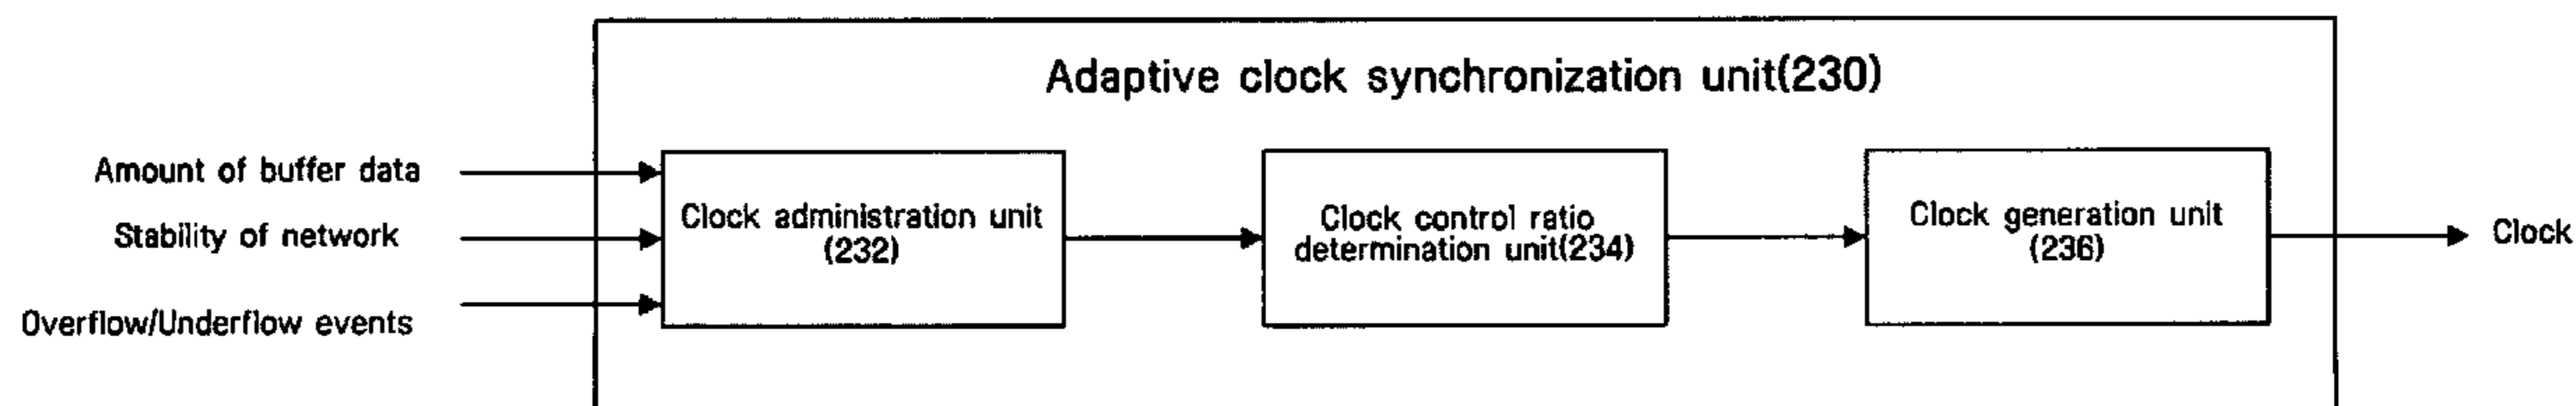 Adaptive clock synchronization unit(230)
Amount of buffer data
Stability of network
Overflow/Underflow events
Clock administration unit
(232)
Clock control ratio
determination unit(234)
Clock generation unit
(236)
Clock